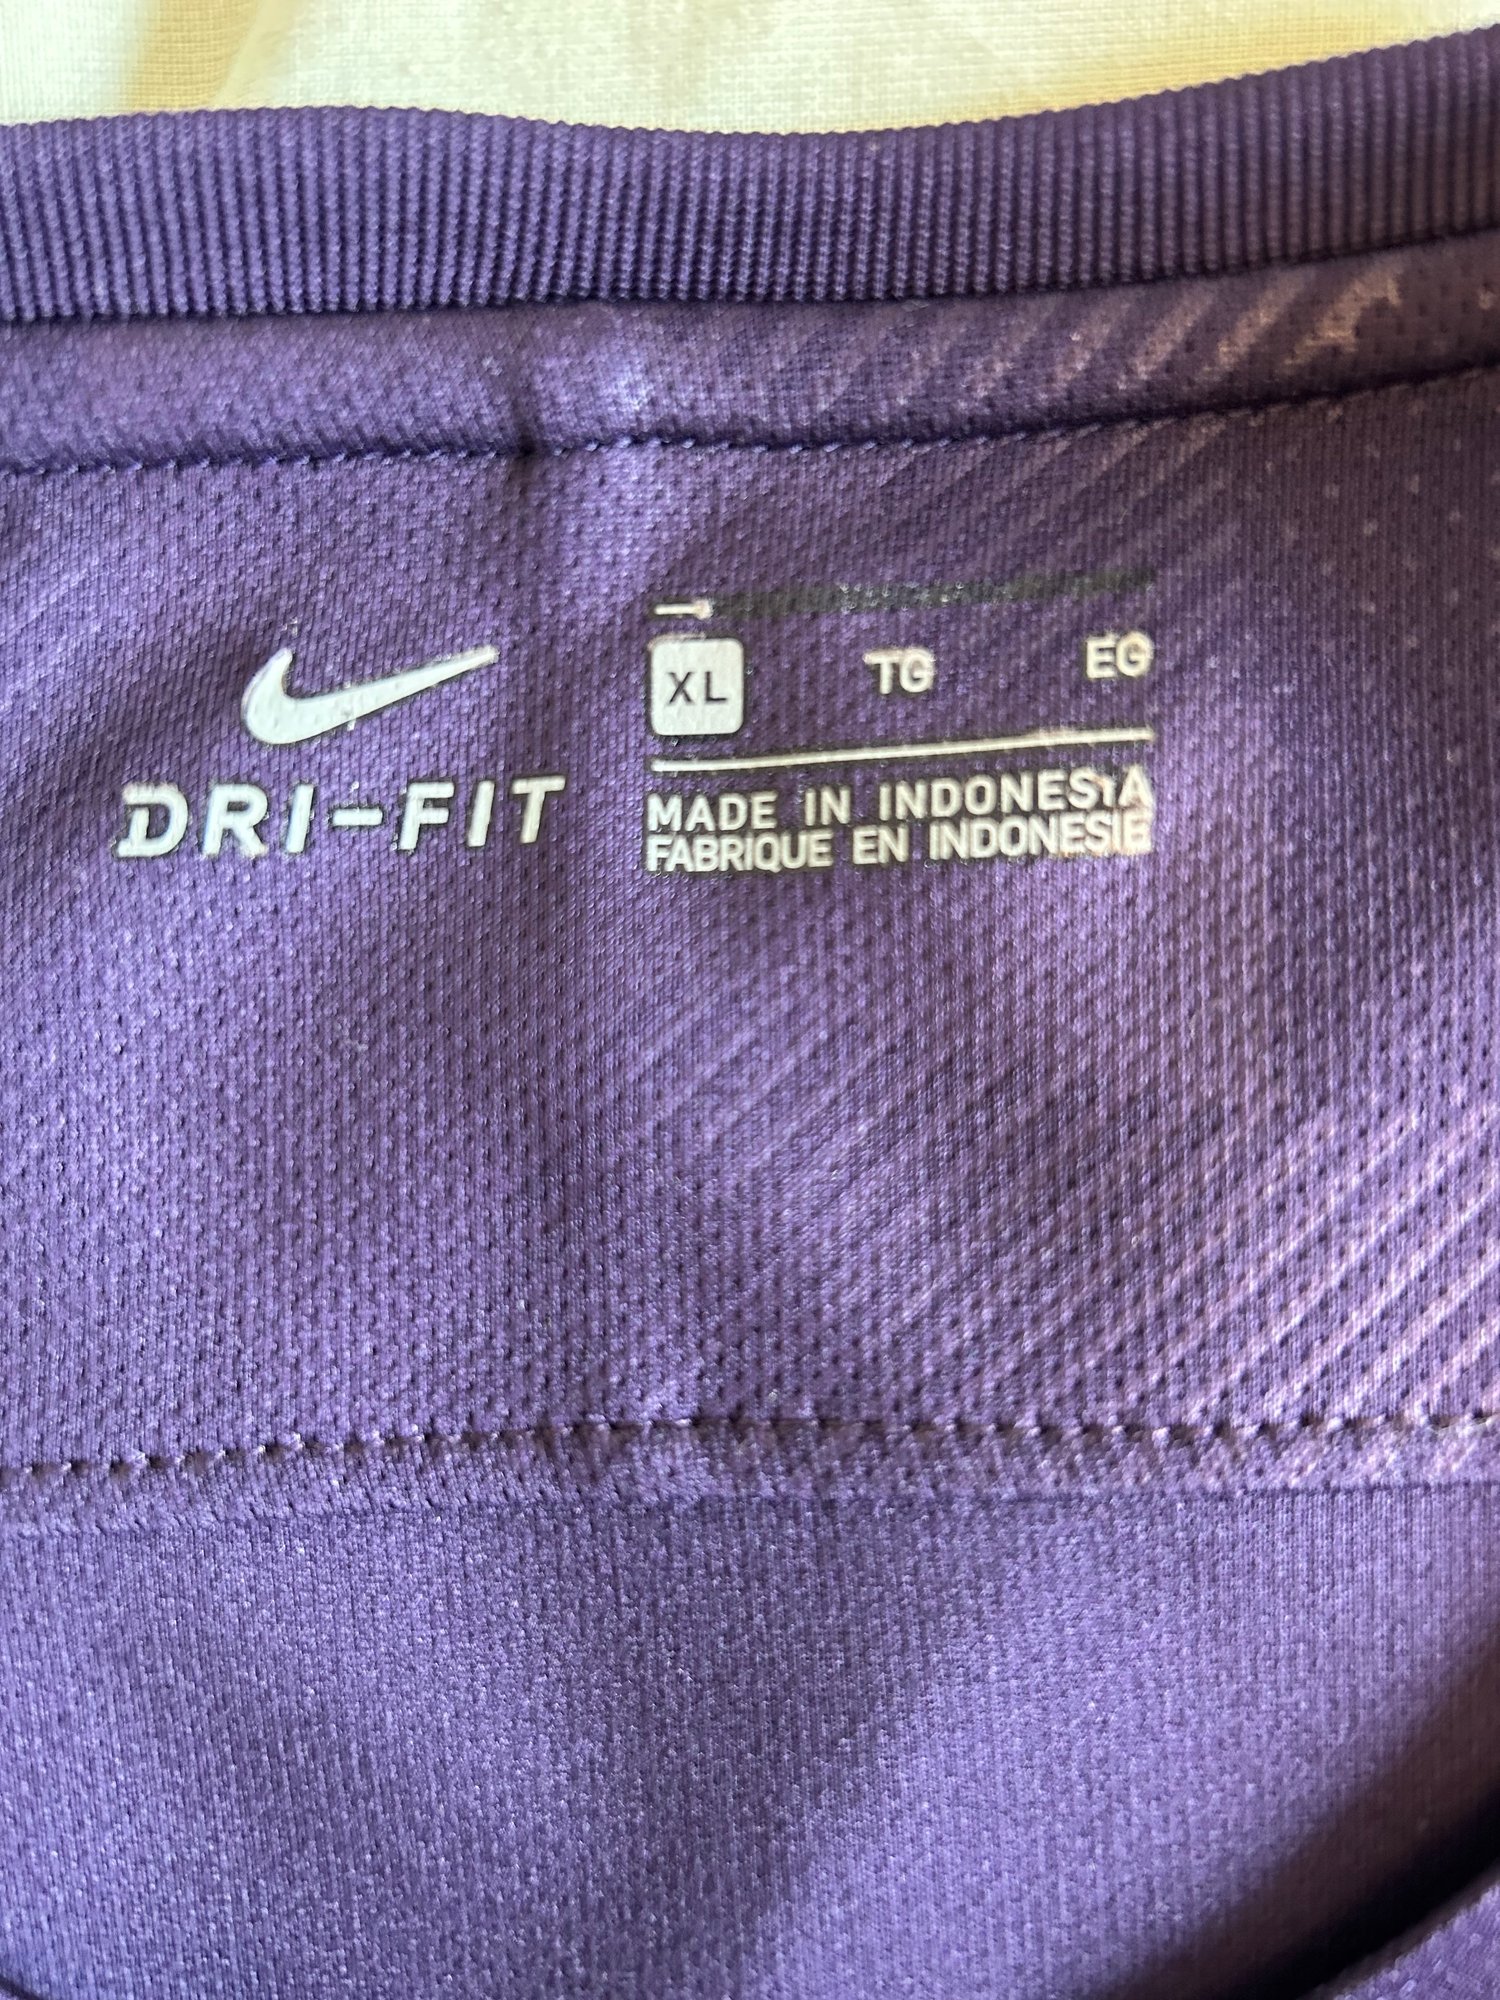 XL TG EG
DRI-FIT
MADE IN INDONESIA
FABRIQUE EN INDONESIE